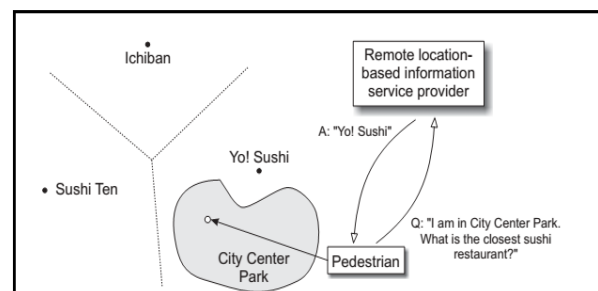 Ichiban
Remote location-
based information
service provider
A: "Yo! Sushi"
Yo! Sushi
Sushi Ten
Q: "I am in City Center Park.
What is the closest sushi
restaurant?"
City Center
Park
Pedestrian